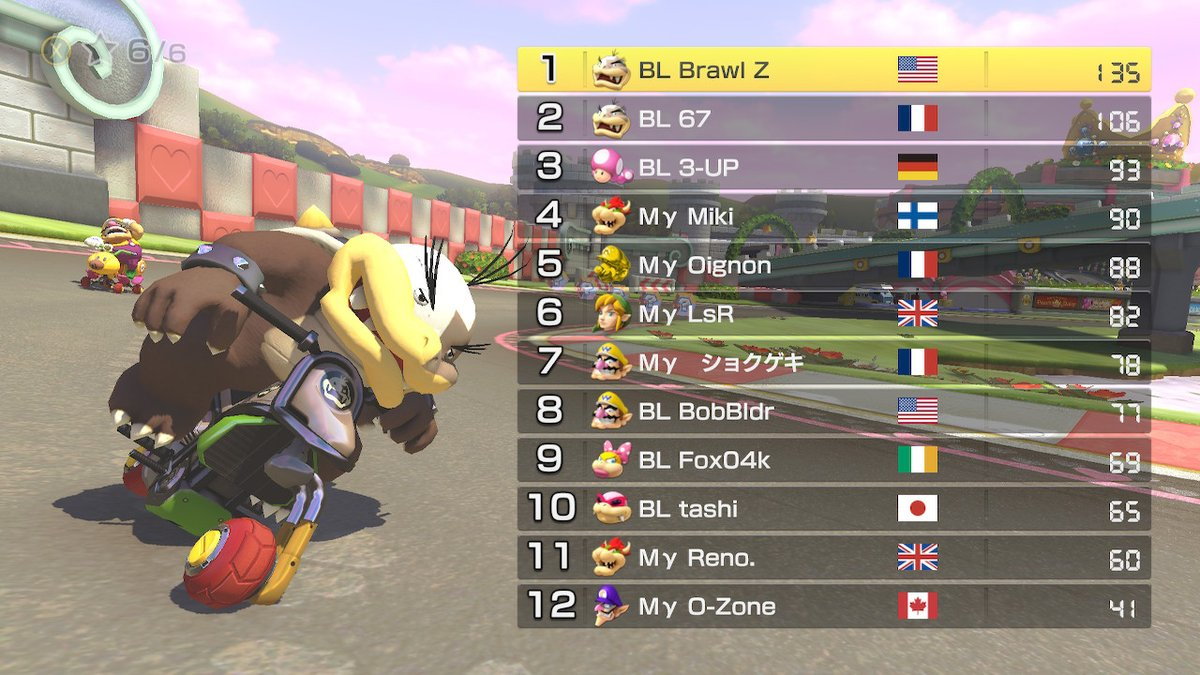 X 6/6
1 BL Brawl Z 135
2 BL 67 106
3 BL 3-UP 93
4 My Miki 90
5 My Oignon 88
6 My LsR 82
7 My ショクゲキ 78
8 BL BobBldr 77
9 BL Fox04k 69
10 BL tashi 65
11 My Reno. 60
12 My O-Zone 41